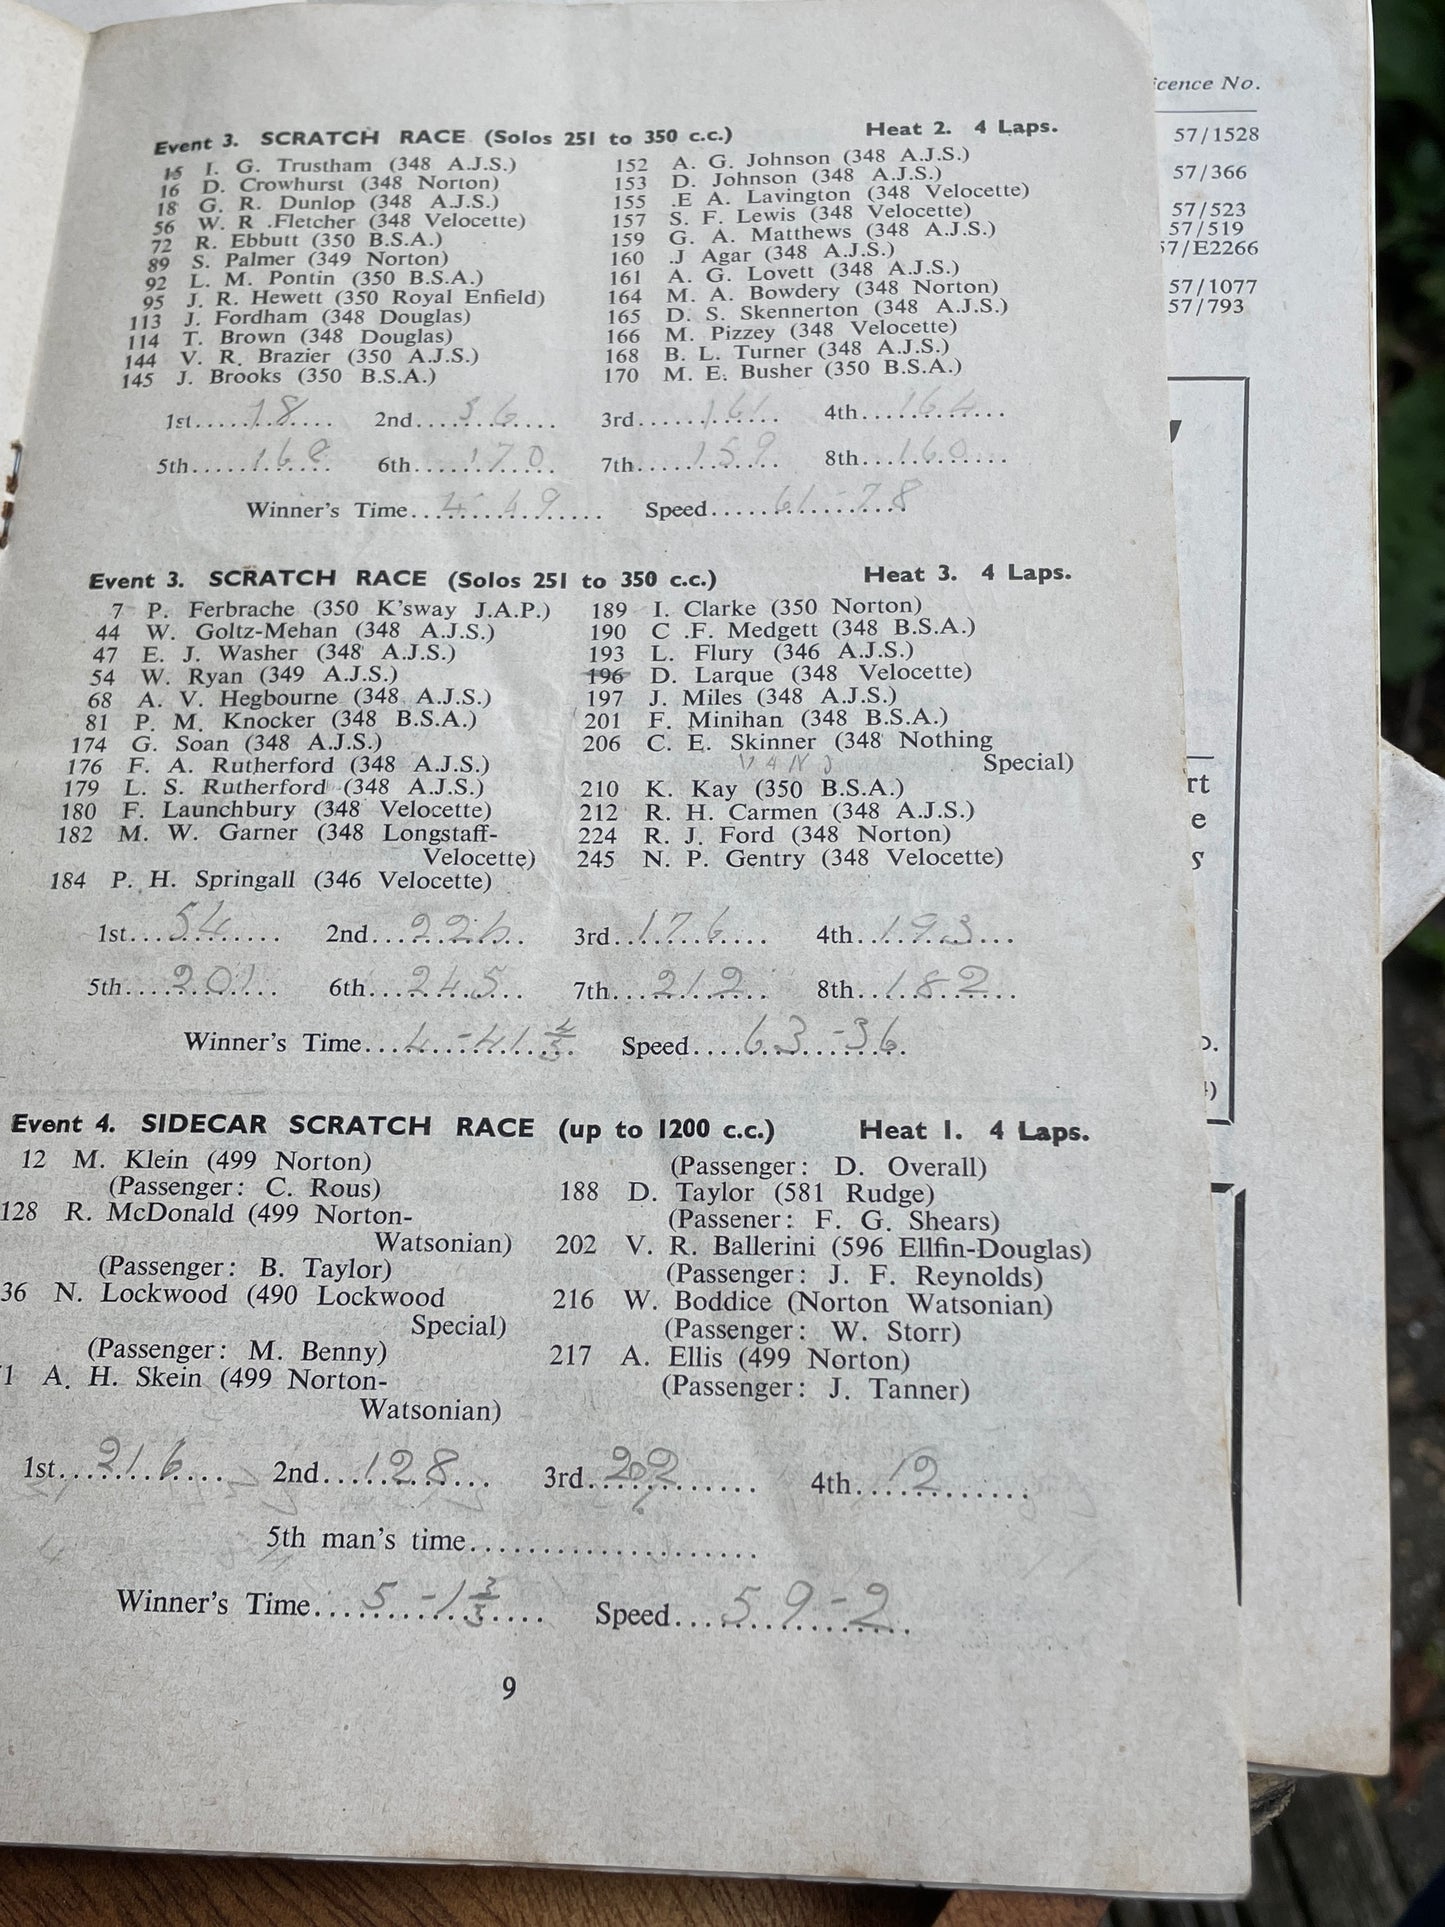 Event 3. SCRATCH RACE (Solos 251 to 350 c.c.) Heat 2. 4 Laps.
15 I. G. Trustham (348 A.J.S.)
16 D. Crowhurst (348 Norton)
18 G. R. Dunlop (348 A.J.S.)
56 W. R .Fletcher (348 Velocette)
72 R. Ebbutt (350 B.S.A.)
89 S. Palmer (349 Norton)
92 L. M. Pontin (350 B.S.A.)
95 J. R. Hewett (350 Royal Enfield)
113 J. Fordham (348 Douglas)
114 T. Brown (348 Douglas)
144 V. R. Brazier (350 A.J.S.)
145 J. Brooks (350 B.S.A.)
152 A. G. Johnson (348 A.J.S.)
153 D. Johnson (348 A.J.S.)
155 .E A. Lavington (348 Velocette)
157 S. F. Lewis (348 Velocette)
159 G. A. Matthews (348 A.J.S.)
160 .J Agar (348 A.J.S.)
161 A. G. Lovett (348 A.J.S.)
164 M. A. Bowdery (348 Norton)
165 D. S. Skennerton (348 A.J.S.)
166 M. Pizzey (348 Velocette)
168 B. L. Turner (348 A.J.S.)
170 M. E. Busher (350 B.S.A.)
1st 18 2nd 3rd 161 4th 164
5th 168 6th 170 7th 159 8th 160
Winner's Time 4-49 Speed 61-78
Event 3. SCRATCH RACE (Solos 251 to 350 c.c.) Heat 3. 4 Laps.
7 P. Ferbrache (350 K'sway J.A.P.)
44 W. Goltz-Mehan (348 A.J.S.)
47 E. J. Washer (348 A.J.S.)
54 W. Ryan (349 A.J.S.)
68 A. V. Hegbourne (348 A.J.S.)
81 P. M. Knocker (348 B.S.A.)
174 G. Soan (348 A.J.S.)
176 F. A. Rutherford (348 A.J.S.)
179 L. S. Rutherford (348 A.J.S.)
180 F. Launchbury (348 Velocette)
182 M. W. Garner (348 Longstaff-
Velocette)
184 P. H. Springall (346 Velocette)
189 I. Clarke (350 Norton)
190 C .F. Medgett (348 B.S.A.)
193 L. Flury (346 A.J.S.)
196 D. Larque (348 Velocette)
197 J. Miles (348 A.J.S.)
201 F. Minihan (348 B.S.A.)
206 C. E. Skinner (348 Nothing
Special)
210 K. Kay (350 B.S.A.)
212 R. H. Carmen (348 A.J.S.)
224 R. J. Ford (348 Norton)
245 N. P. Gentry (348 Velocette)
1st 54 2nd 3rd 176 4th 193
5th 201 6th 245 7th 212 8th 182
Winner's Time 4-41 Speed 63-36
Event 4. SIDECAR SCRATCH RACE (up to 1200 c.c.) Heat 1. 4 Laps.
12 M. Klein (499 Norton)
(Passenger: C. Rous)
128 R. McDonald (499 Norton-
Watsonian)
(Passenger: B. Taylor)
36 N. Lockwood (490 Lockwood
Special)
(Passenger: M. Benny)
1 A. H. Skein (499 Norton-
Watsonian)
(Passenger: D. Overall)
188 D. Taylor (581 Rudge)
(Passener: F. G. Shears)
202 V. R. Ballerini (596 Ellfin-Douglas)
(Passenger: J. F. Reynolds)
216 W. Boddice (Norton Watsonian)
(Passenger: W. Storr)
217 A. Ellis (499 Norton)
(Passenger: J. Tanner)
1st 216 2nd 128 3rd 202 4th 12
5th man's time
Winner's Time 5-1 3/5 Speed 59-2
9
icence No.
57/1528
57/366
57/523
57/519
57/E2266
57/1077
57/793
rt
e
s